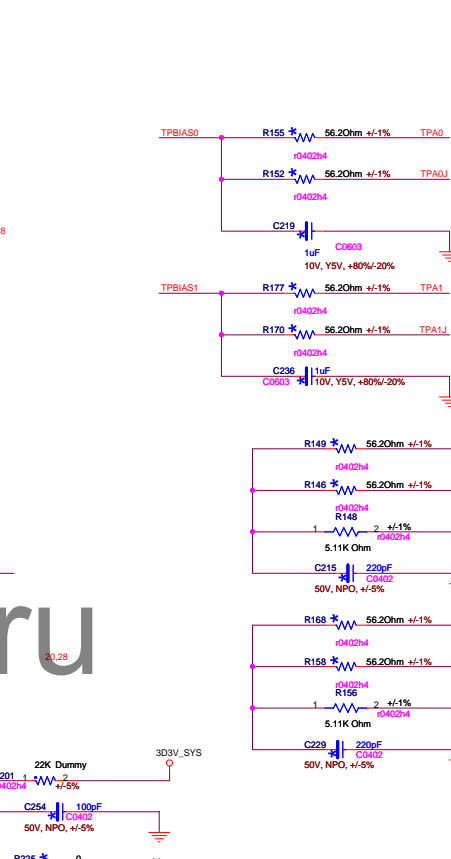 TPBIAS0 R155 56.2Ohm +/-1% TPA0
r0402h4
R152 56.2Ohm +/-1% TPA0J
r0402h4
8
C219
C0603
1uF
10V, Y5V, +80%/-20%
TPBIAS1 R177 56.2Ohm +/-1% TPA1
r0402h4
R170 56.2Ohm +/-1% TPA1J
r0402h4
C236 1uF
C0603 10V, Y5V, +80%/-20%
R149 56.2Ohm +/-1%
r0402h4
R146 56.2Ohm +/-1%
r0402h4
R148
1 2 +/-1%
r0402h4
5.11K Ohm
C215 220pF
C0402
50V, NPO, +/-5%
ru
R168 56.2Ohm +/-1%
r0402h4
20,28
R158 56.2Ohm +/-1%
r0402h4
R156
1 2 +/-1%
r0402h4
5.11K Ohm
C229 220pF
C0402
50V, NPO, +/-5%
3D3V_SYS
22K Dummy
201 1 2
0402h4 +/-5%
C254 100pF
C0402
50V, NPO, +/-5%
R225 0